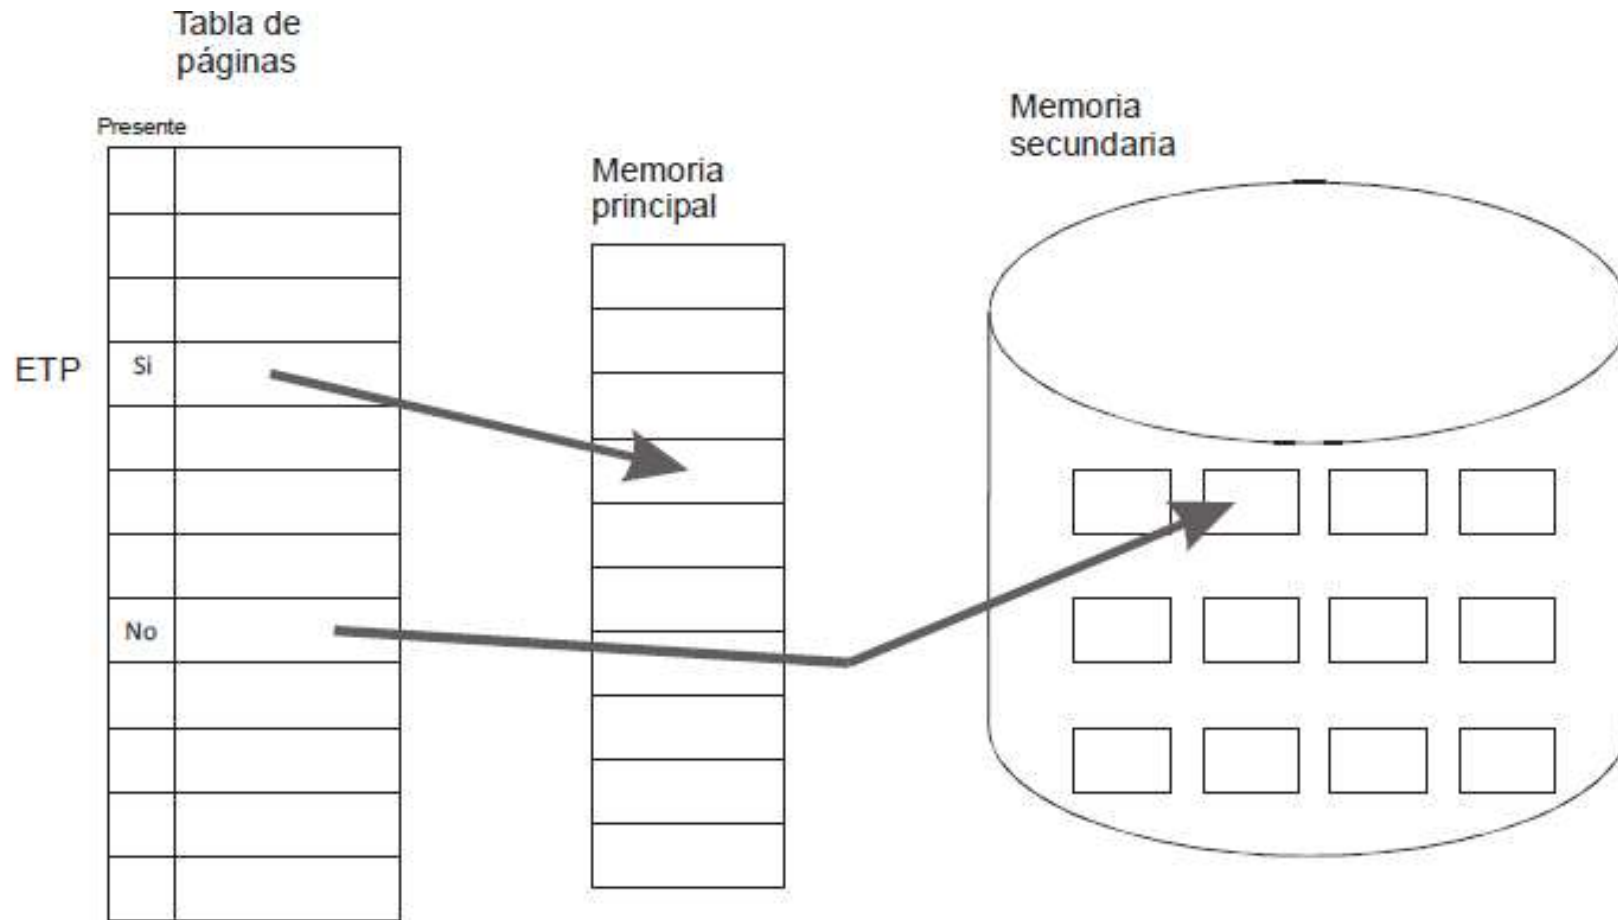 Tabla de
páginas
Presente
Memoria
principal
Memoria
secundaria
ETP
Si
No